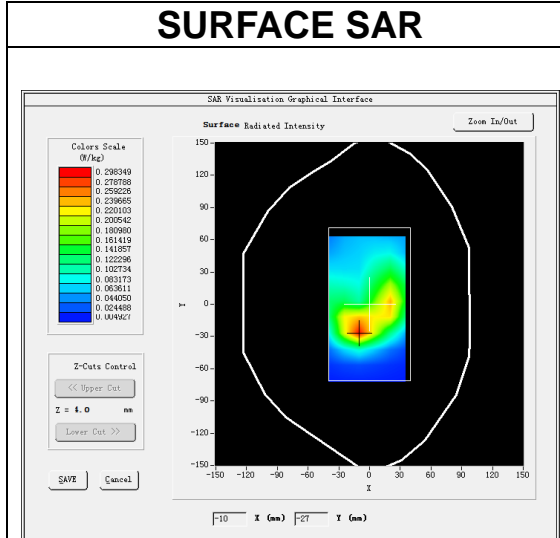 SURFACE SAR
SAR Visualisation Graphical Interface
Surface Radiated Intensity
Zoom In/Out
Colors Scale
(W/kg)
0.298349
0.278788
0.259226
0.239665
0.220103
0.200542
0.180980
0.161419
0.141857
0.122296
0.102734
0.083173
0.063611
0.044050
0.024488
0.004927
Z-Cuts Control
<< Upper Cut
Z = 4.0 mm
Lower Cut >>
SAVE Cancel
150
120
90
60
30
0
-30
-60
-90
-120
-150
Y
-150 -120 -90 -60 -30 0 30 60 90 120 150
X
-10 X (mm) -27 Y (mm)